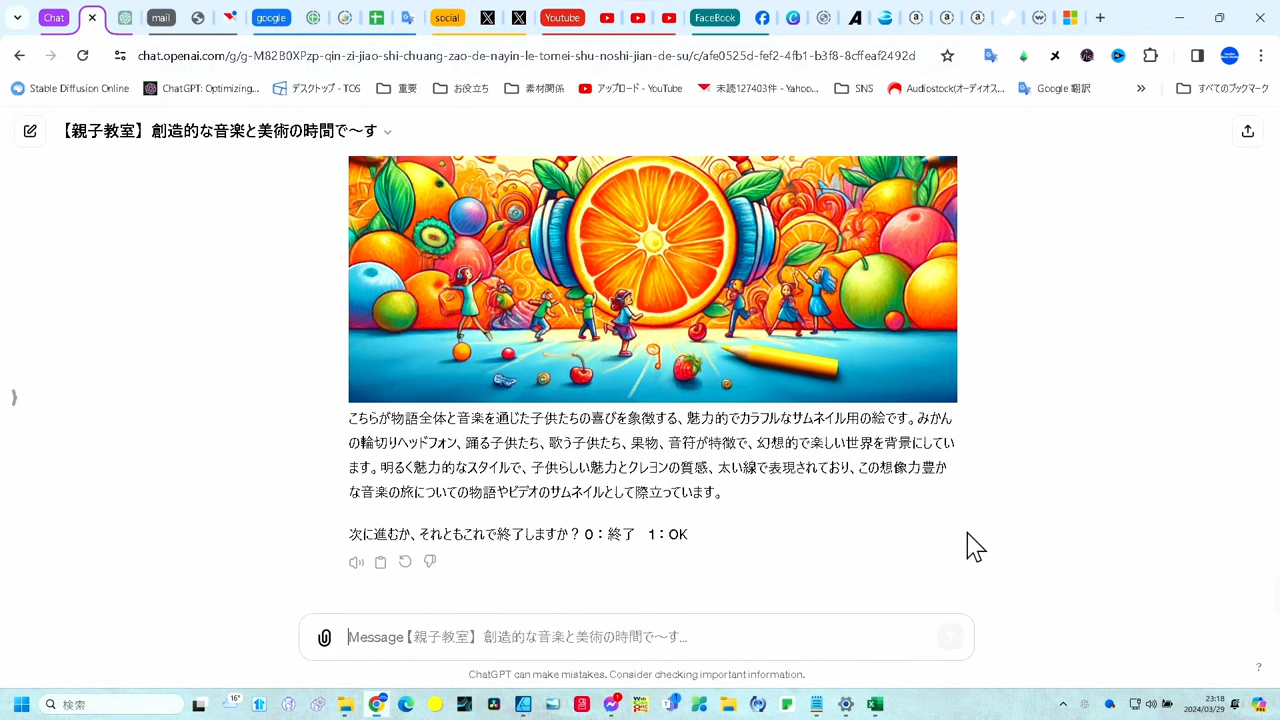 Chat
mail
google
social
Youtube
FaceBook
chat.openai.com/g/g-M82B0XPzp-qin-zi-jiao-shi-chuang-zao-de-nayin-le-tomei-shu-noshi-jian-de-su/c/afe0525d-fef2-4fb1-b3f8-8cffeaf2492d
Stable Diffusion Online
ChatGPT: Optimizing...
デスクトップ - TOS
重要
お役立ち
素材関係
アップロード - YouTube
未読127403件 - Yahoo...
SNS
Audiostock(オーディオス...
Google 翻訳
»
すべてのブックマーク
【親子教室】創造的な音楽と美術の時間で〜す
こちらが物語全体と音楽を通じた子供たちの喜びを象徴する、魅力的でカラフルなサムネイル用の絵です。みかん
の輪切りヘッドフォン、踊る子供たち、歌う子供たち、果物、音符が特徴で、幻想的で楽しい世界を背景にしてい
ます。明るく魅力的なスタイルで、子供らしい魅力とクレヨンの質感、太い線で表現されており、この想像力豊か
な音楽の旅についての物語やビデオのサムネイルとして際立っています。
次に進むか、それともこれで終了しますか？0：終了　1：OK
Message【親子教室】 創造的な音楽と美術の時間で〜す...
ChatGPT can make mistakes. Consider checking important information.
?
検索
16°
23:18
2024/03/29